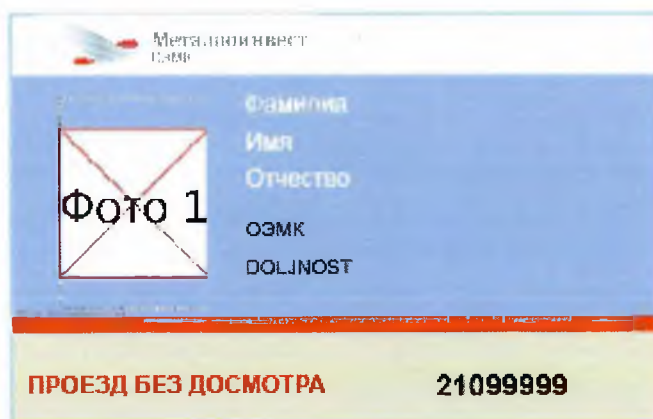 Металлоинвест
ОЭМК
Фамилия
Имя
Отчество
Фото 1
ОЭМК
DOLJNOST
ПРОЕЗД БЕЗ ДОСМОТРА 21099999